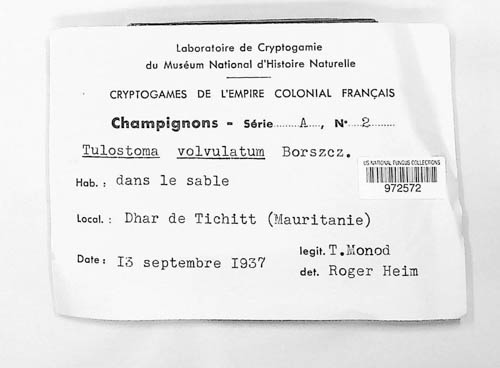 Laboratoire de Cryptogamie
du Muséum National d'Histoire Naturelle
CRYPTOGAMES DE L'EMPIRE COLONIAL FRANÇAIS
Champignons - Série A, N° 2
Tulostoma volvulatum Borszcz.
US NATIONAL FUNGUS COLLECTIONS
972572
Hab.: dans le sable
Local.: Dhar de Tichitt (Mauritanie)
legit. T.Monod
Date: 13 septembre 1937
det. Roger Heim